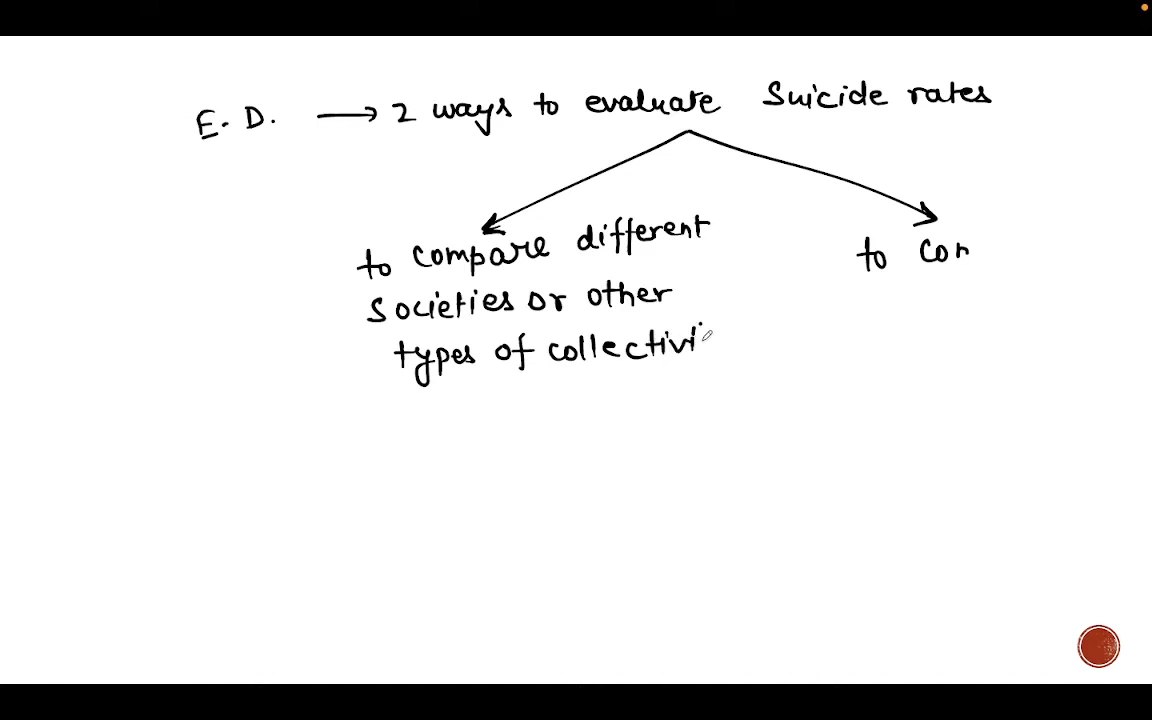 E. D. → 2 ways to evaluate Suicide rates
to compare different
Societies or other
types of collectivi
to con